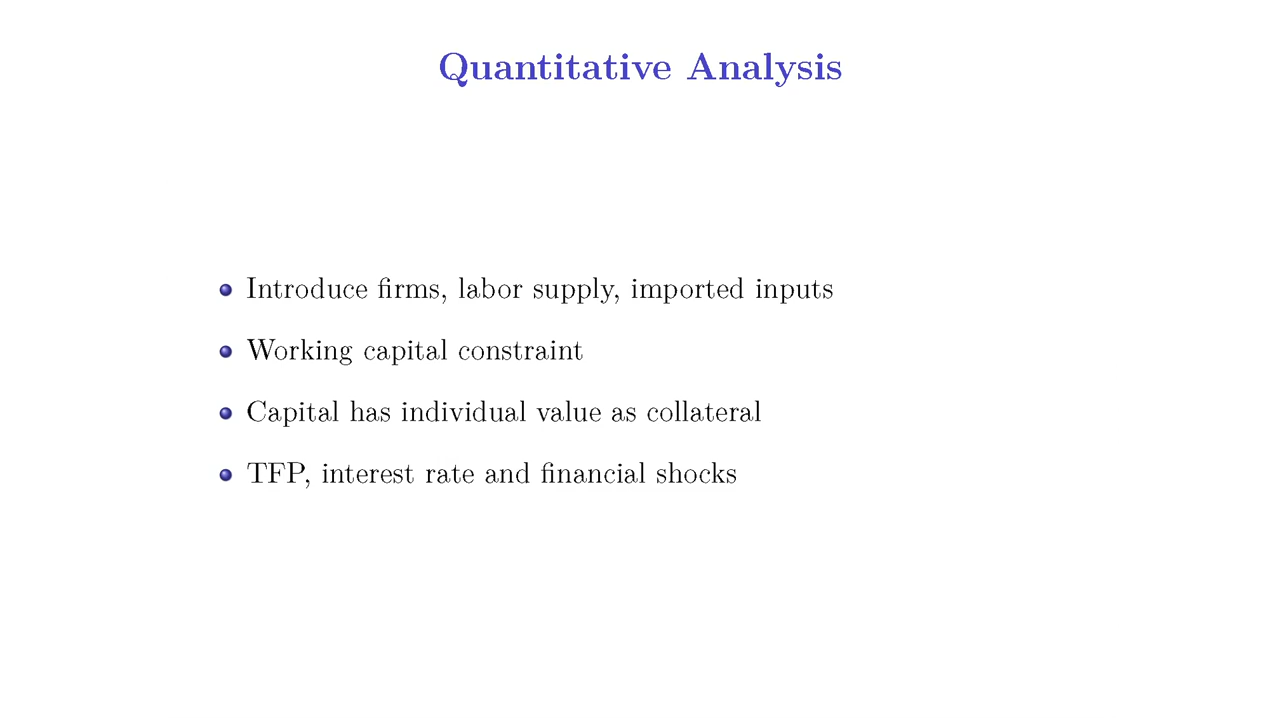 Quantitative Analysis
Introduce firms, labor supply, imported inputs
Working capital constraint
Capital has individual value as collateral
TFP, interest rate and financial shocks